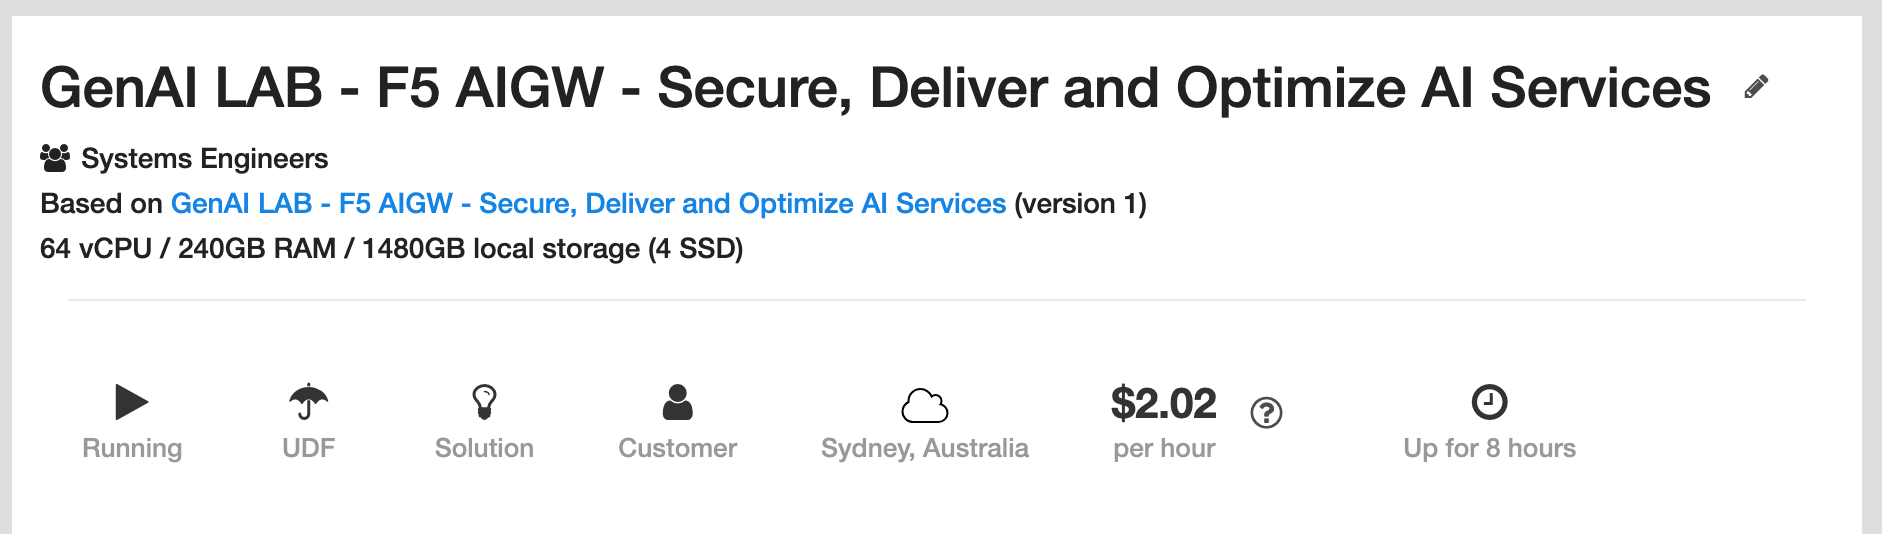 GenAI LAB - F5 AIGW - Secure, Deliver and Optimize AI Services
Systems Engineers
Based on GenAI LAB - F5 AIGW - Secure, Deliver and Optimize AI Services (version 1)
64 vCPU / 240GB RAM / 1480GB local storage (4 SSD)
$2.02
Running UDF Solution Customer Sydney, Australia per hour Up for 8 hours